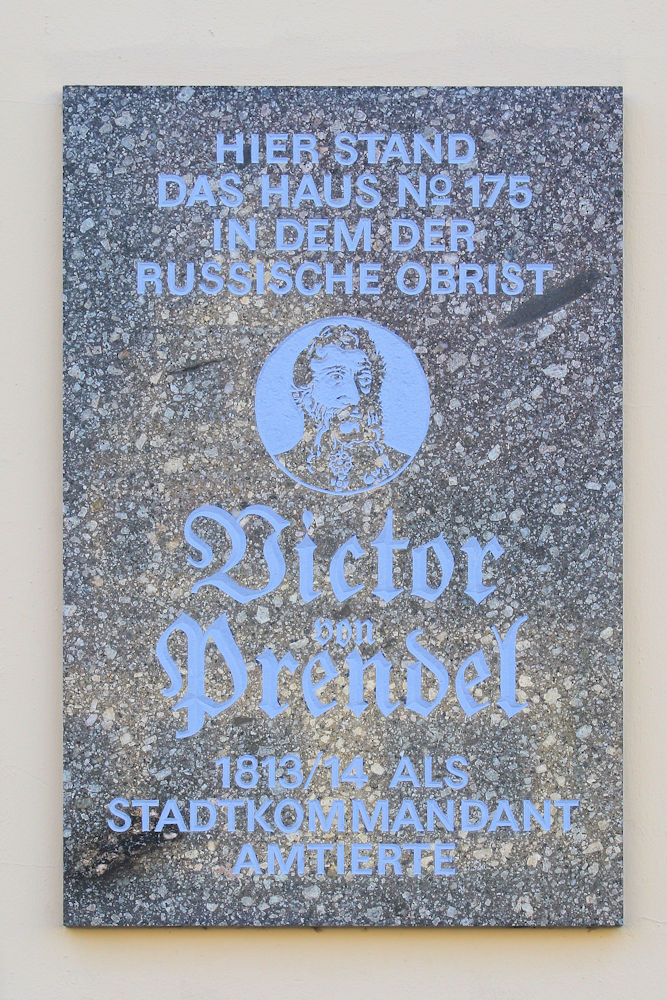 HIER STAND
DAS HAUS № 175
IN DEM DER
RUSSISCHE OBRIST
Victor
von
Prendel
1813/14 ALS
STADTKOMMANDANT
AMTIERTE